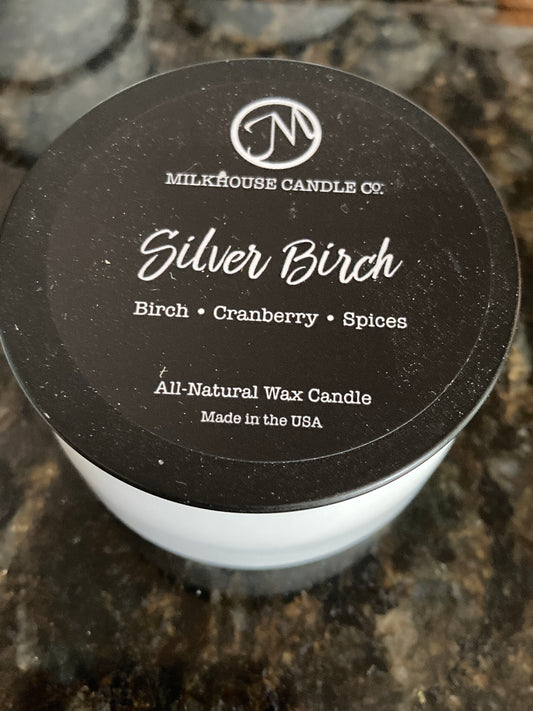 M
MILKHOUSE CANDLE CO.
Silver Birch
Birch • Cranberry • Spices
All-Natural Wax Candle
Made in the USA